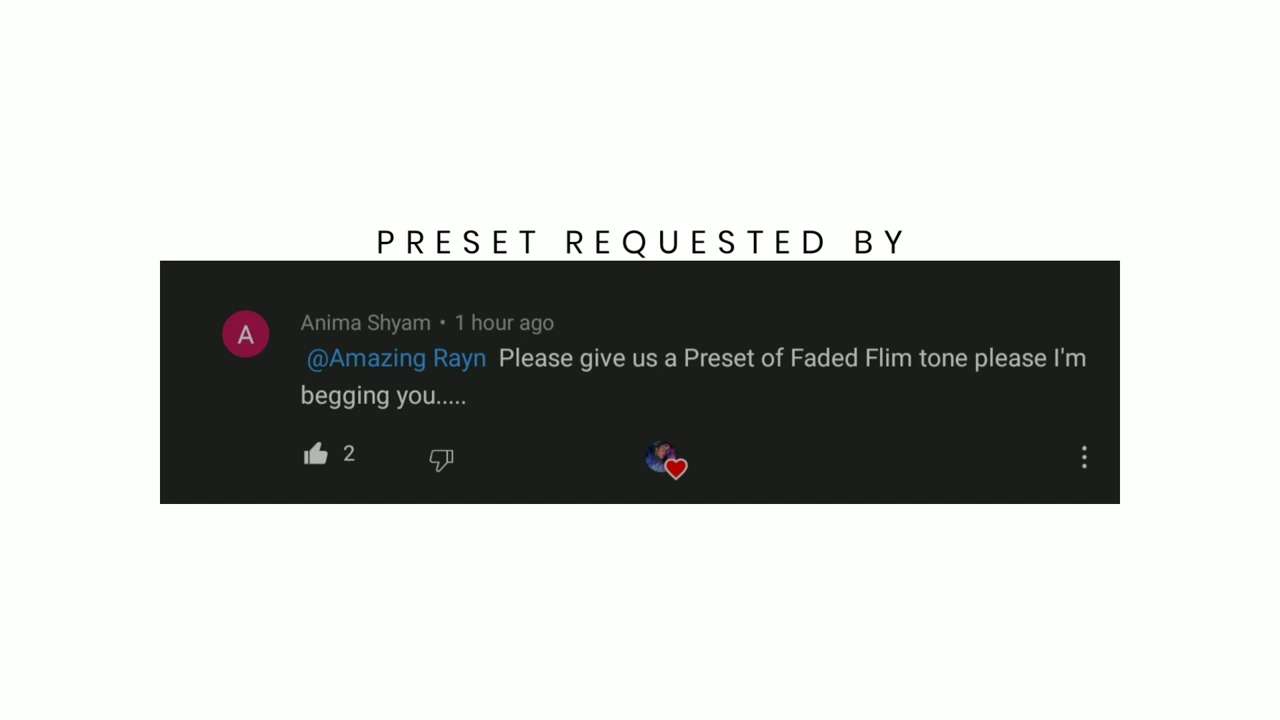 PRESET REQUESTED BY
A
Anima Shyam • 1 hour ago
@Amazing Rayn Please give us a Preset of Faded Flim tone please I'm
begging you.....
2